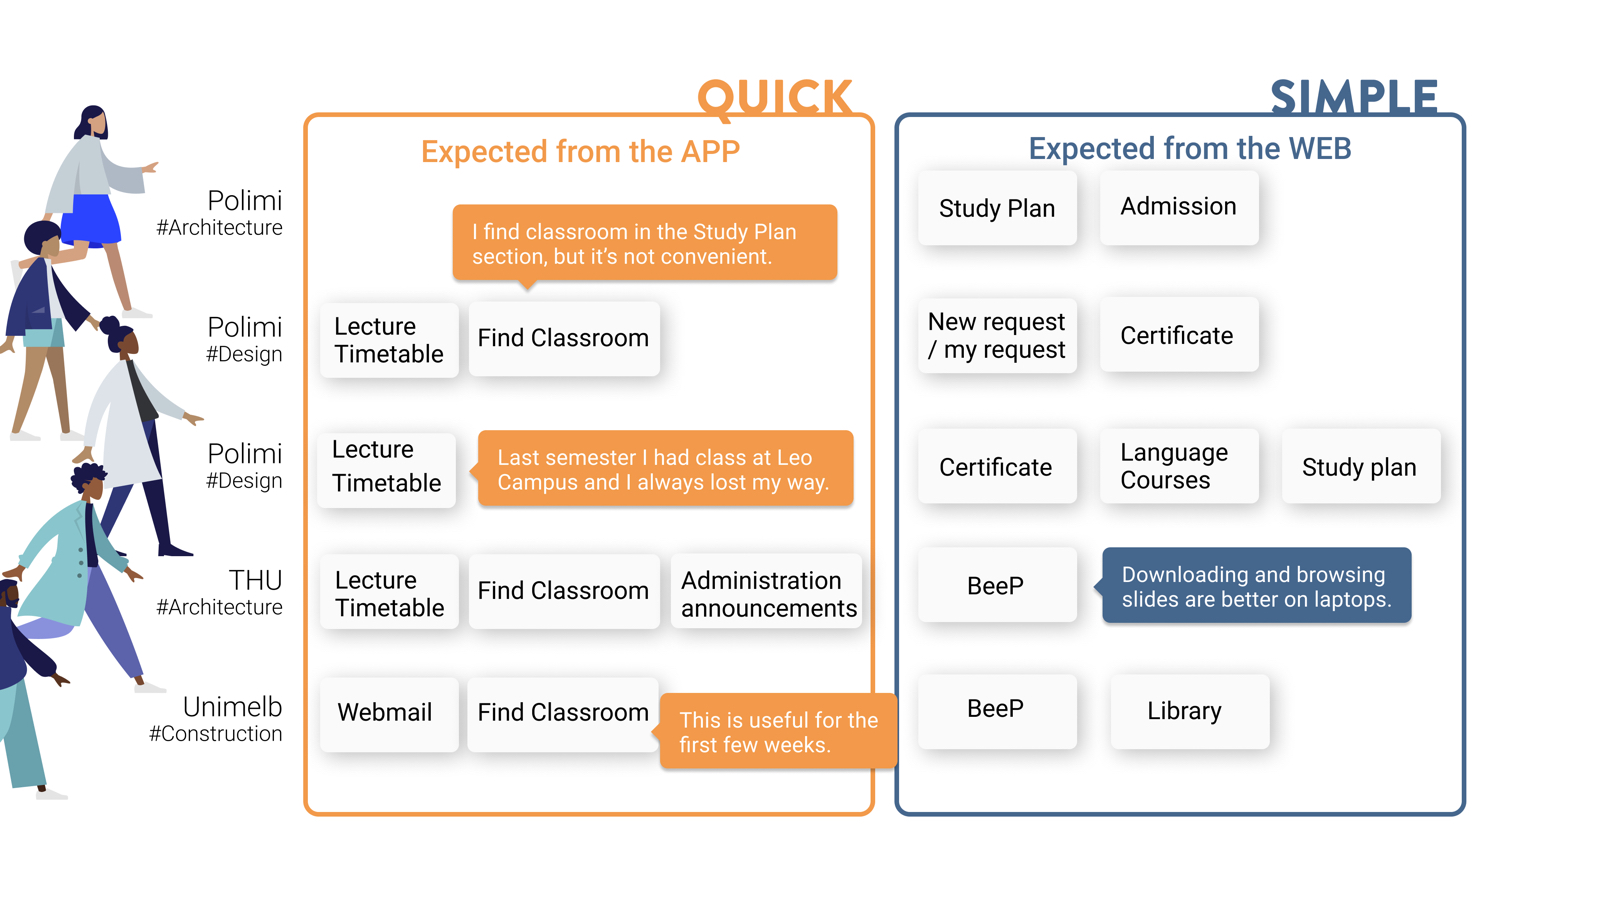 QUICK
SIMPLE
Expected from the APP
Expected from the WEB
Polimi
#Architecture
I find classroom in the Study Plan
section, but it’s not convenient.
Study Plan
Admission
Polimi
#Design
Lecture
Timetable
Find Classroom
New request
/ my request
Certificate
Polimi
#Design
Lecture
Timetable
Last semester I had class at Leo
Campus and I always lost my way.
Certificate
Language
Courses
Study plan
THU
#Architecture
Lecture
Timetable
Find Classroom
Administration
announcements
BeeP
Downloading and browsing
slides are better on laptops.
Unimelb
#Construction
Webmail
Find Classroom
This is useful for the
first few weeks.
BeeP
Library